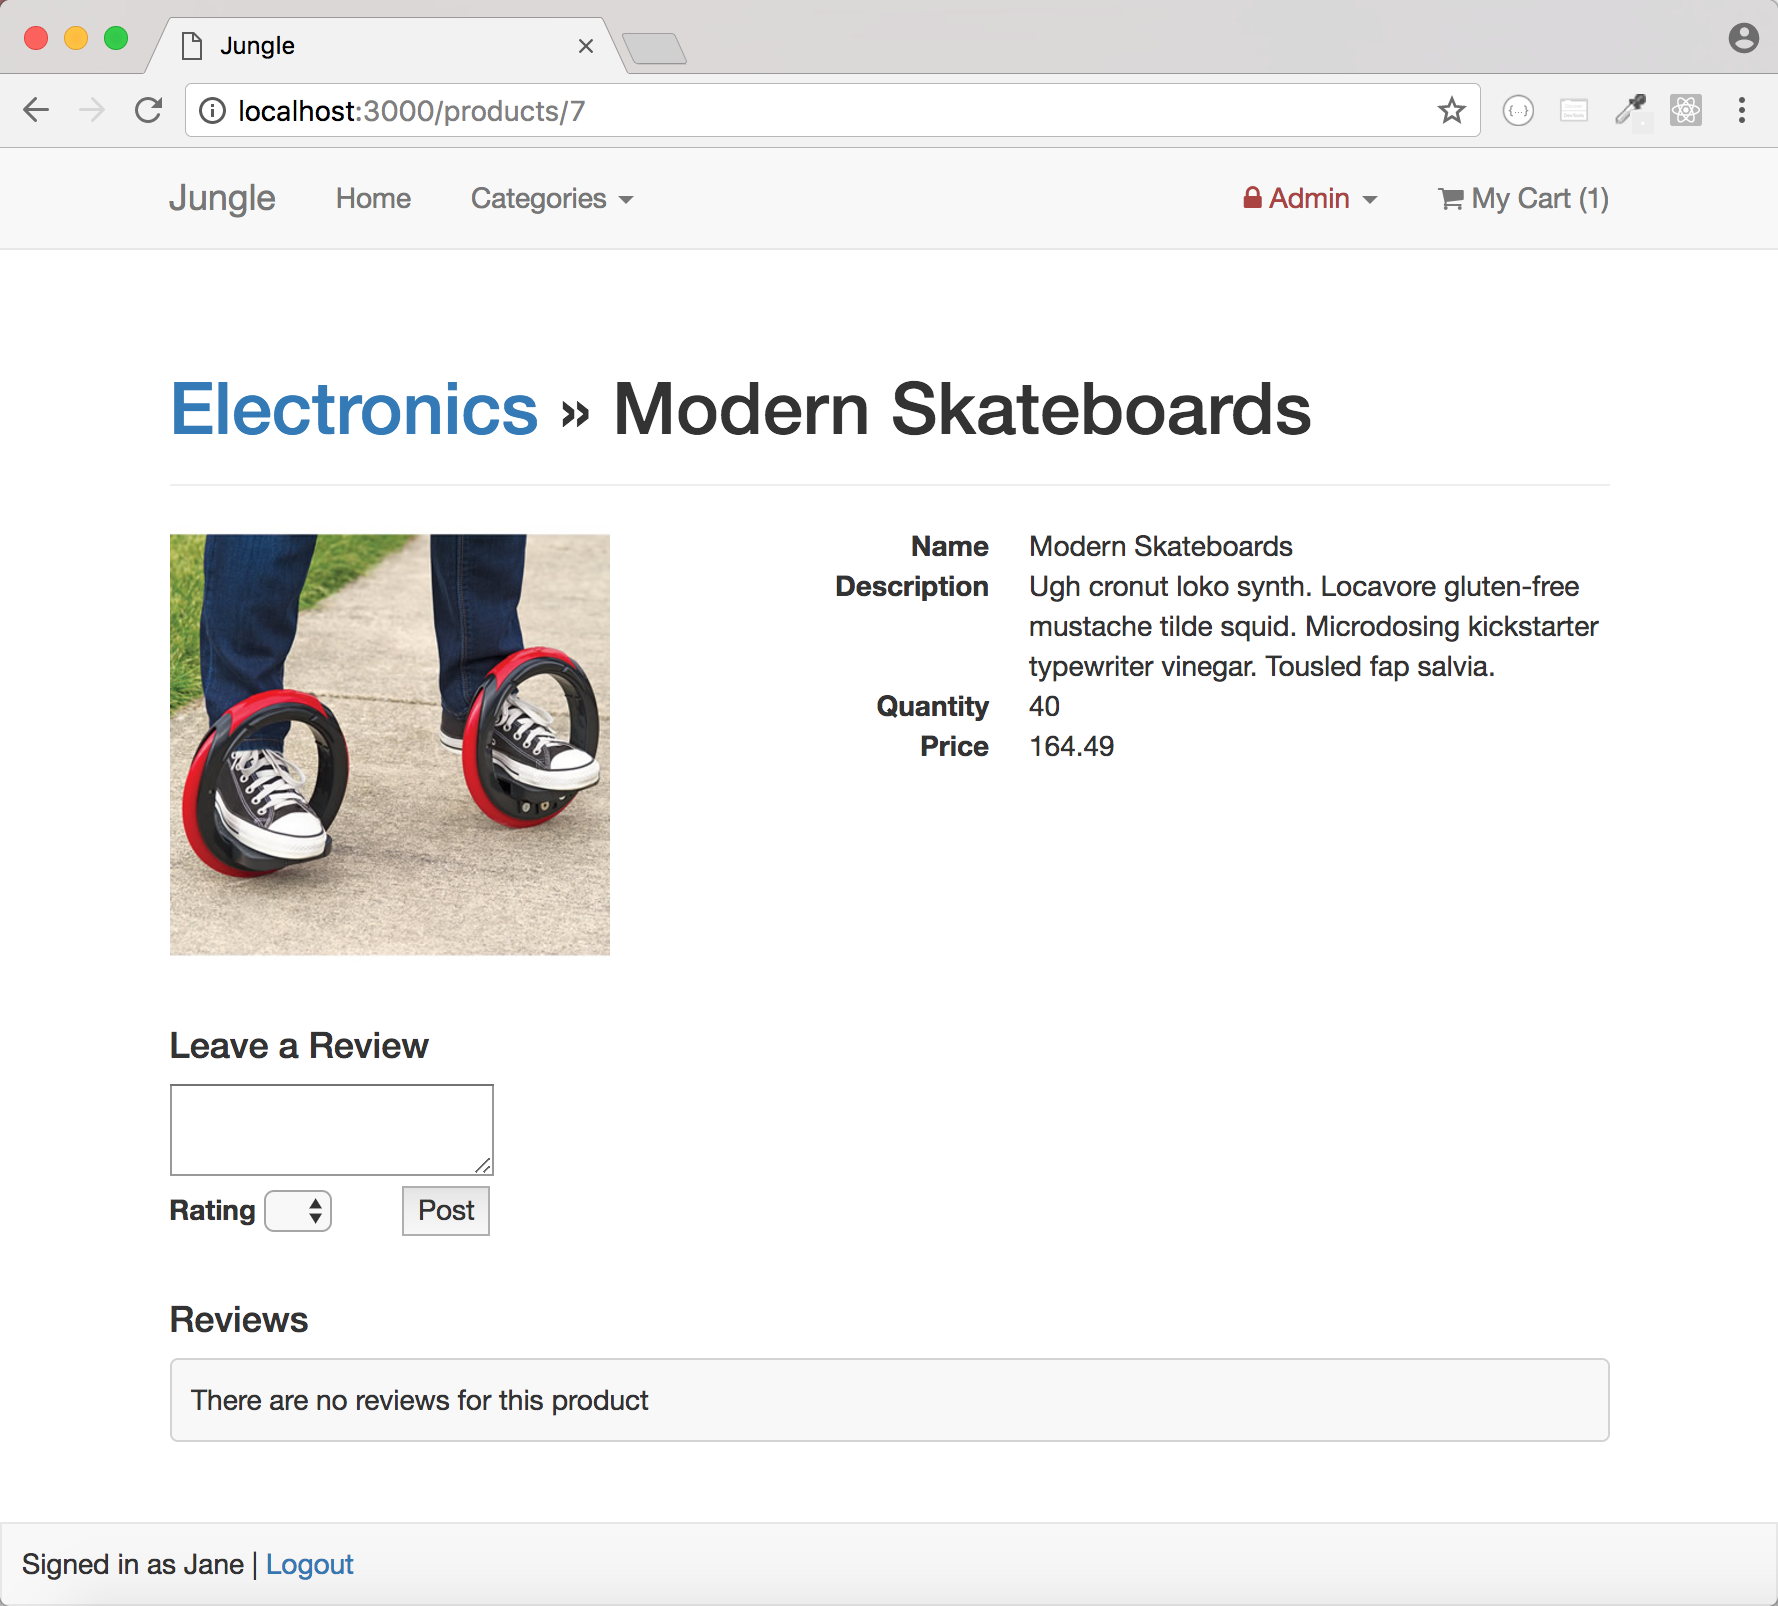 Jungle
localhost:3000/products/7
Jungle Home Categories Admin My Cart (1)
Electronics » Modern Skateboards
Name Modern Skateboards
Description Ugh cronut loko synth. Locavore gluten-free
mustache tilde squid. Microdosing kickstarter
typewriter vinegar. Tousled fap salvia.
Quantity 40
Price 164.49
Leave a Review
Rating Post
Reviews
There are no reviews for this product
Signed in as Jane | Logout